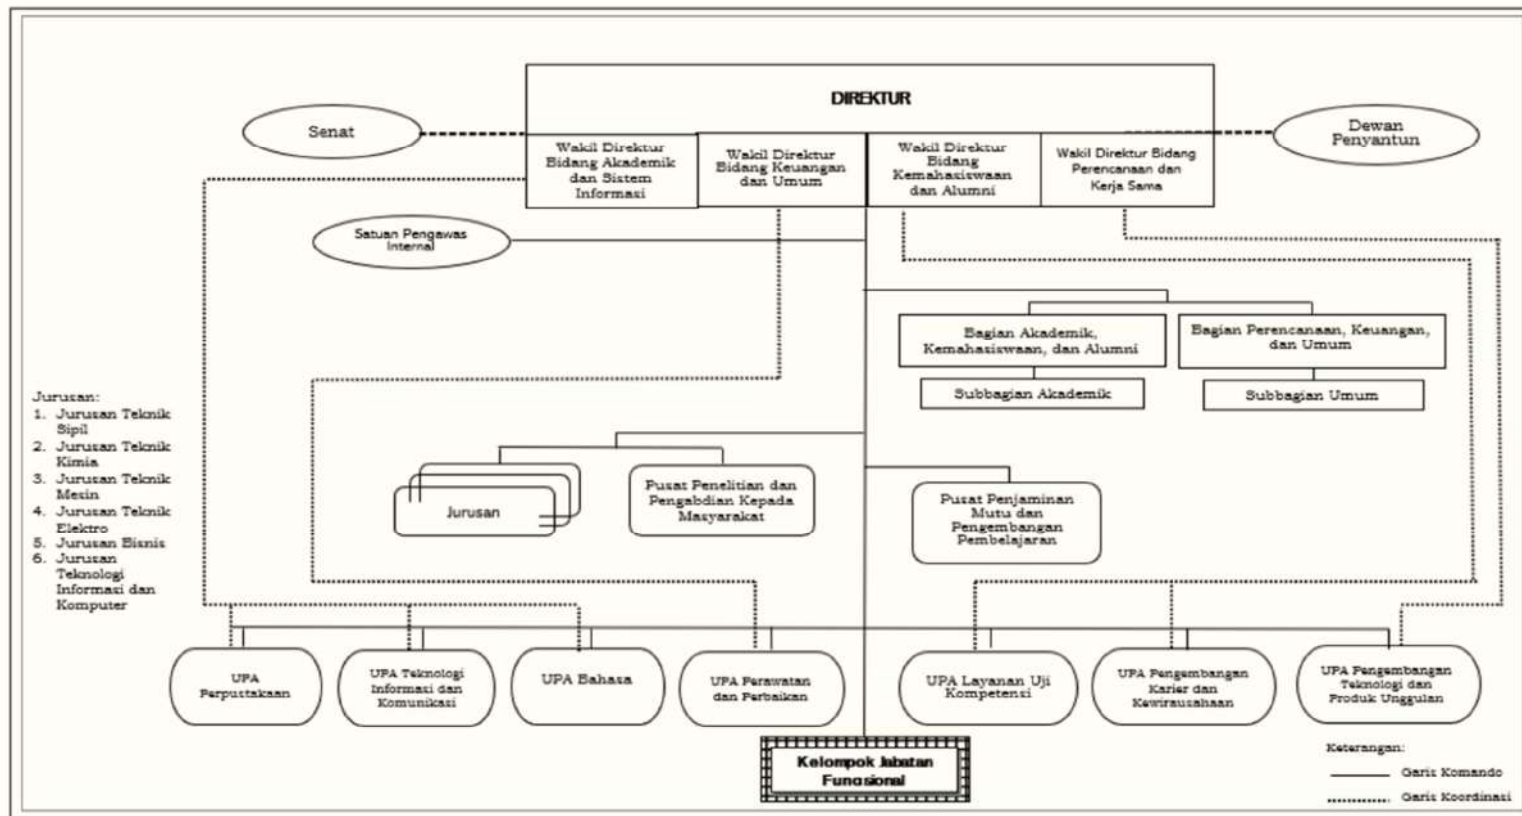 DIREKTUR
Senat
Dewan
Penyantun
Wakil Direktur
Bidang Akademik
dan Sistem
Informasi
Wakil Direktur
Bidang Keuangan
dan Umum
Wakil Direktur
Bidang
Kemahasiswaan
dan Alumni
Wakil Direktur Bidang
Perencanaan dan
Kerja Sama
Satuan Pengawas
Internal
Bagian Akademik,
Kemahasiswaan, dan Alumni
Bagian Perencanaan, Keuangan,
dan Umum
Subbagian Akademik
Subbagian Umum
Jurusan:
1. Jurusan Teknik
Sipil
2. Jurusan Teknik
Kimia
3. Jurusan Teknik
Mesin
4. Jurusan Teknik
Elektro
5. Jurusan Bisnis
6. Jurusan
Teknologi
Informasi dan
Komputer
Jurusan
Pusat Penelitian dan
Pengabdian Kepada
Masyarakat
Pusat Penjaminan
Mutu dan
Pengembangan
Pembelajaran
UPA
Perpustakaan
UPA Teknologi
Informasi dan
Komunikasi
UPA Bahasa
UPA Perawatan
dan Perbaikan
UPA Layanan Uji
Kompetensi
UPA Pengembangan
Karier dan
Kewirausahaan
UPA Pengembangan
Teknologi dan
Produk Unggulan
Kelompok Jabatan
Fungsional
Keterangan:
Garis Komando
Garis Koordinasi